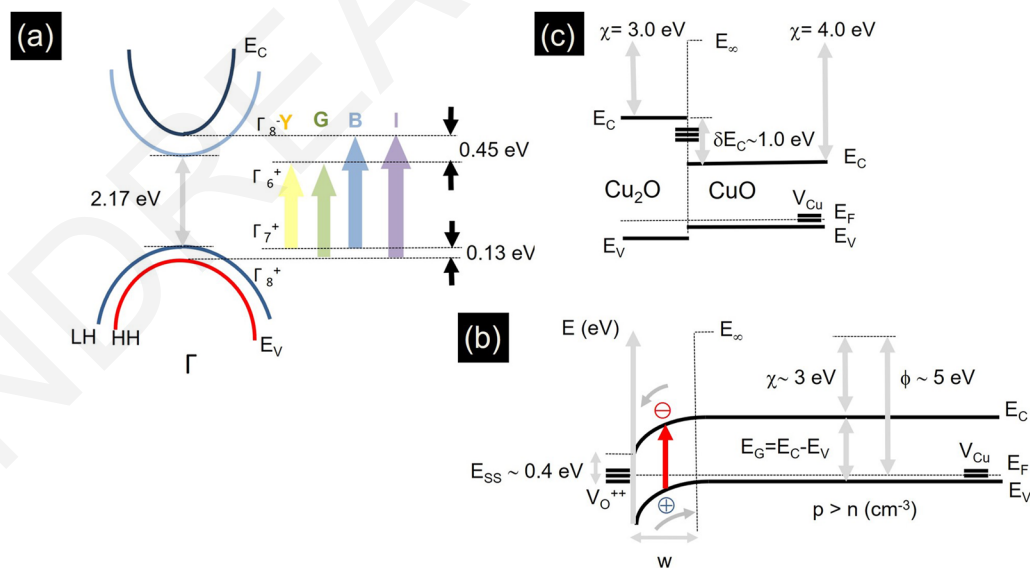 (a)
E_C
Γ_8^- Y G B I
0.45 eV
2.17 eV
Γ_6^+
Γ_7^+
0.13 eV
Γ_8^+
LH HH E_V
Γ
(c)
χ= 3.0 eV
E_∞
χ= 4.0 eV
E_C
δE_C~1.0 eV
E_C
Cu_2O CuO
V_Cu
E_F
E_V
E_V
(b)
E (eV)
E_∞
χ~ 3 eV
ϕ ~ 5 eV
E_C
E_G=E_C-E_V
V_Cu
E_SS ~ 0.4 eV
E_F
E_V
V_O^++
p > n (cm^-3)
w